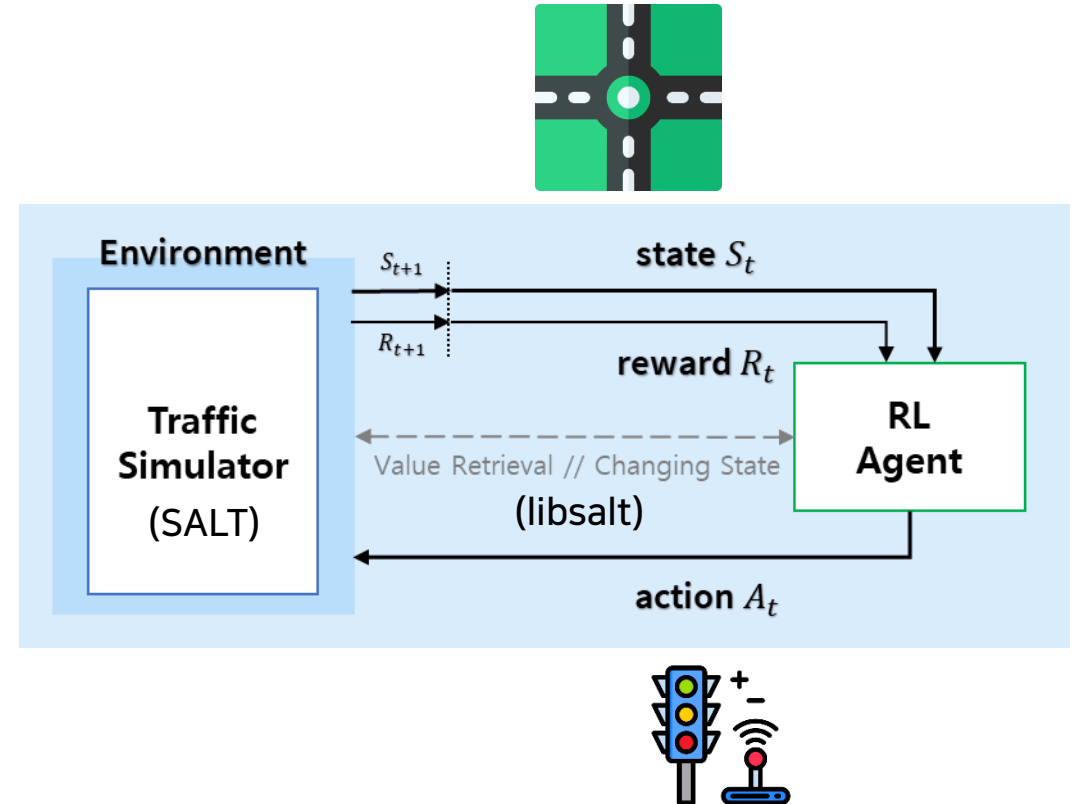 Environment
S_{t+1}
state S_t
R_{t+1}
reward R_t
Traffic
Simulator
(SALT)
RL
Agent
Value Retrieval // Changing State
(libsalt)
action A_t
+
−